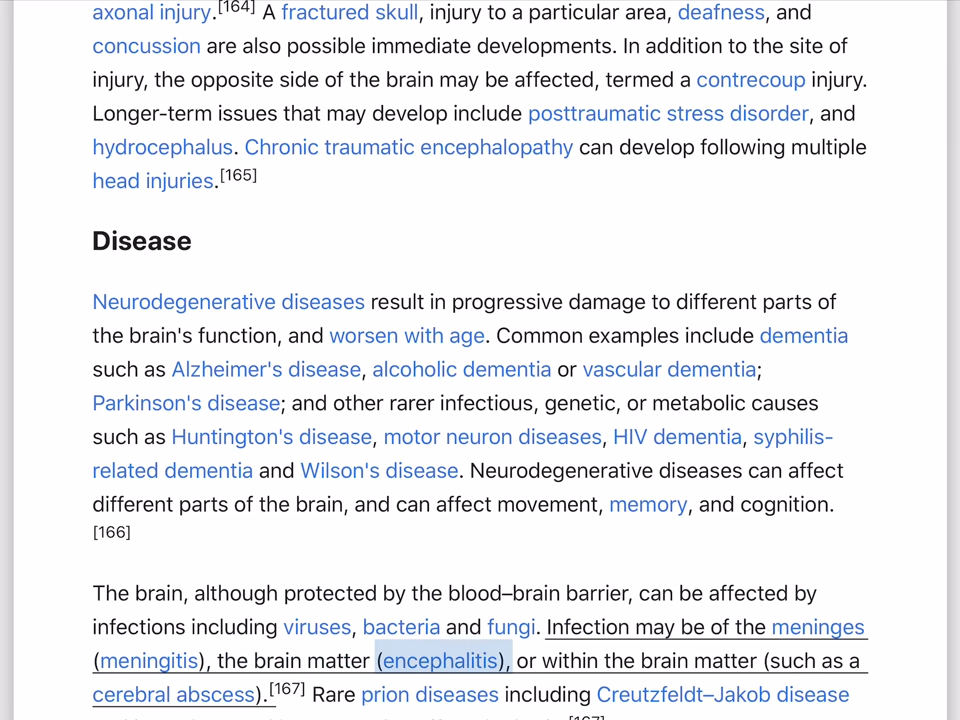 axonal injury.[164] A fractured skull, injury to a particular area, deafness, and
concussion are also possible immediate developments. In addition to the site of
injury, the opposite side of the brain may be affected, termed a contrecoup injury.
Longer-term issues that may develop include posttraumatic stress disorder, and
hydrocephalus. Chronic traumatic encephalopathy can develop following multiple
head injuries.[165]
Disease
Neurodegenerative diseases result in progressive damage to different parts of
the brain's function, and worsen with age. Common examples include dementia
such as Alzheimer's disease, alcoholic dementia or vascular dementia;
Parkinson's disease; and other rarer infectious, genetic, or metabolic causes
such as Huntington's disease, motor neuron diseases, HIV dementia, syphilis-
related dementia and Wilson's disease. Neurodegenerative diseases can affect
different parts of the brain, and can affect movement, memory, and cognition.
[166]
The brain, although protected by the blood–brain barrier, can be affected by
infections including viruses, bacteria and fungi. Infection may be of the meninges
(meningitis), the brain matter (encephalitis), or within the brain matter (such as a
cerebral abscess).[167] Rare prion diseases including Creutzfeldt–Jakob disease